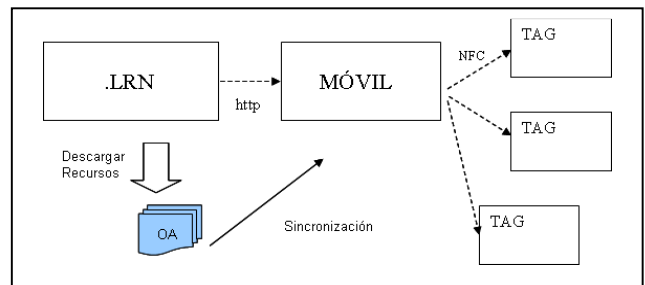 TAG
NFC
.LRN
MÓVIL
http
TAG
Descargar
Recursos
OA
Sincronización
TAG